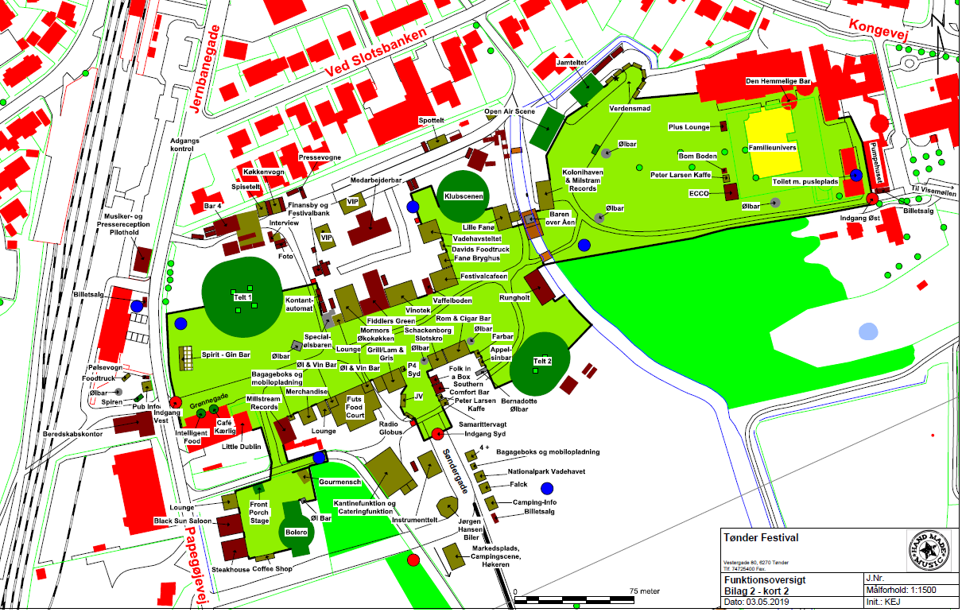 Kongevej
Ved Slotsbanken
Jernbanegade
Jamteltet
Den Hemmelige Bar
Verdensmad
Open Air Scene
Spottelt
Adgangs
kontrol
Pressevogne
Køkkenvogn
Spisetelt
Medarbejderbar
Plus Lounge
Ølbar
Familieunivers
Kolonihaven
& Milstram
Records
Bom Boden
Peter Larsen Kaffe
ECCO
Toilet m. pusleplads
Pumpehuset
Til Visemøllen
Billetsalg
Indgang Øst
Ølbar
Ølbar
Baren
over Åen
Klubscenen
Lille Fanø
Vadehavsteltet
Davids Foodtruck
Fanø Bryghus
Festivalcafeen
Rungholt
VIP
Finansby og
Festivalbank
Bar 4
Interview
VIP
Foto
Musiker- og
Pressereception
Pilothold
Billetsalg
Telt 1
Kontant-
automat
Vaffelboden
Vinotek
Fiddlers Green
Rom & Cigar Bar
Mormors
Økokøkken
Schackenborg
Slotskro
Ølbar
Farbar
Appel-
sinbar
Special-
ølsbaren
Lounge
Grill/Lam &
Gris
Ølbar
Spirit - Gin Bar
Ølbar
Øl & Vin Bar
Øl & Vin Bar
P4
Syd
Folk in
a Box
Southern
Comfort Bar
Peter Larsen
Kaffe
Telt 2
Bernadotte
Ølbar
Bagageboks og
mobilopladning
Merchandise
Millstream
Records
Futs
Food
Court
JV
Lounge
Radio
Globus
Samarittervagt
Indgang Syd
Pølsevogn
Foodtruck
Ølbar
Spiren
Pub Info
Indgang
Vest
Grønnegade
Intelligent
Food
Café
Kærlig
Little Dublin
Beredskabskontor
Søndergade
4 +
Bagageboks og mobilopladning
Nationalpark Vadehavet
Falck
Camping-Info
Billetsalg
Gourmensch
Kantinefunktion og
Cateringfunktion
Instrumenttelt
Jørgen
Hansen
Biler
Markedsplads,
Campingscene,
Høkeren
Lounge
Front
Porch
Stage
Øl Bar
Black Sun Saloon
Bolero
Steakhouse
Coffee Shop
Papegøjevej
0
75 meter
Tønder Festival
Vestergade 80, 6270 Tønder
Tlf. 74725400 Fax.
HAND MADE
MUSIC
Funktionsoversigt
Bilag 2 - kort 2
Dato: 03.05.2019
J.Nr.
Målforhold: 1:1500
Init.: KEJ